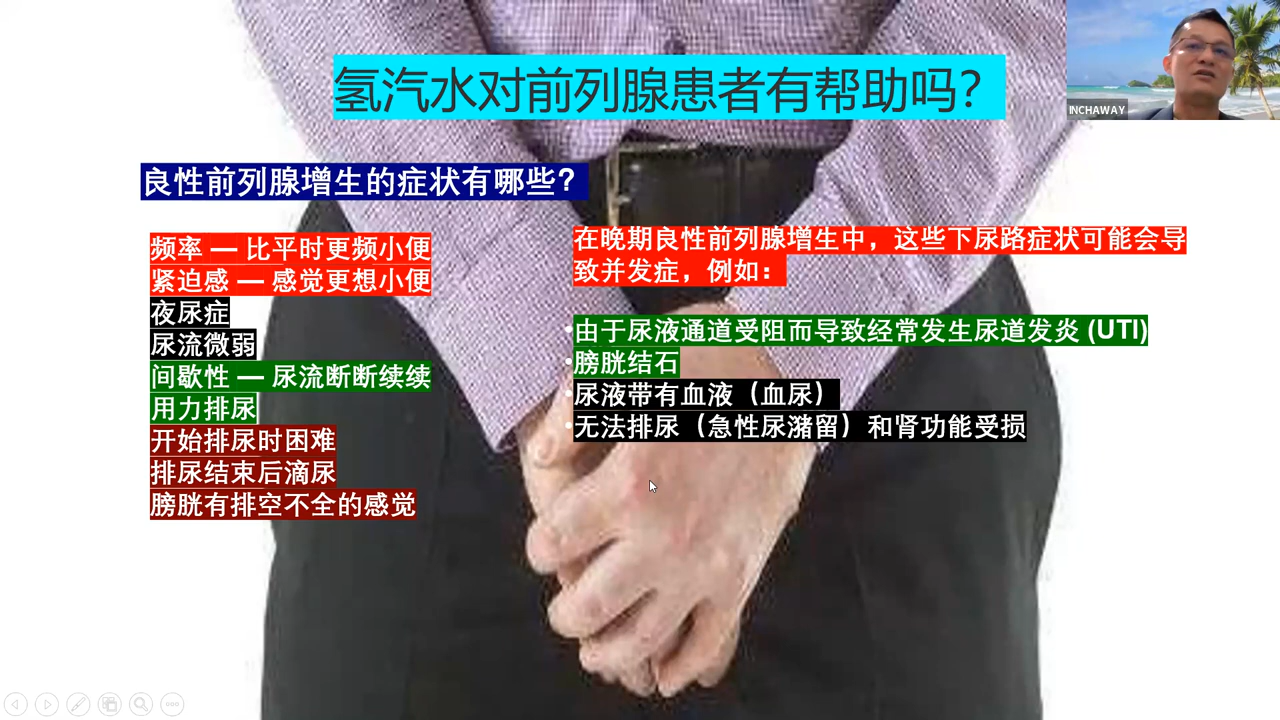 氢汽水对前列腺患者有帮助吗？
INCHAWAY
良性前列腺增生的症状有哪些？
频率 — 比平时更频小便
紧迫感 — 感觉更想小便
夜尿症
尿流微弱
间歇性 — 尿流断断续续
用力排尿
开始排尿时困难
排尿结束后滴尿
膀胱有排空不全的感觉
在晚期良性前列腺增生中，这些下尿路症状可能会导
致并发症，例如：
• 由于尿液通道受阻而导致经常发生尿道发炎 (UTI)
• 膀胱结石
• 尿液带有血液（血尿）
• 无法排尿（急性尿潴留）和肾功能受损